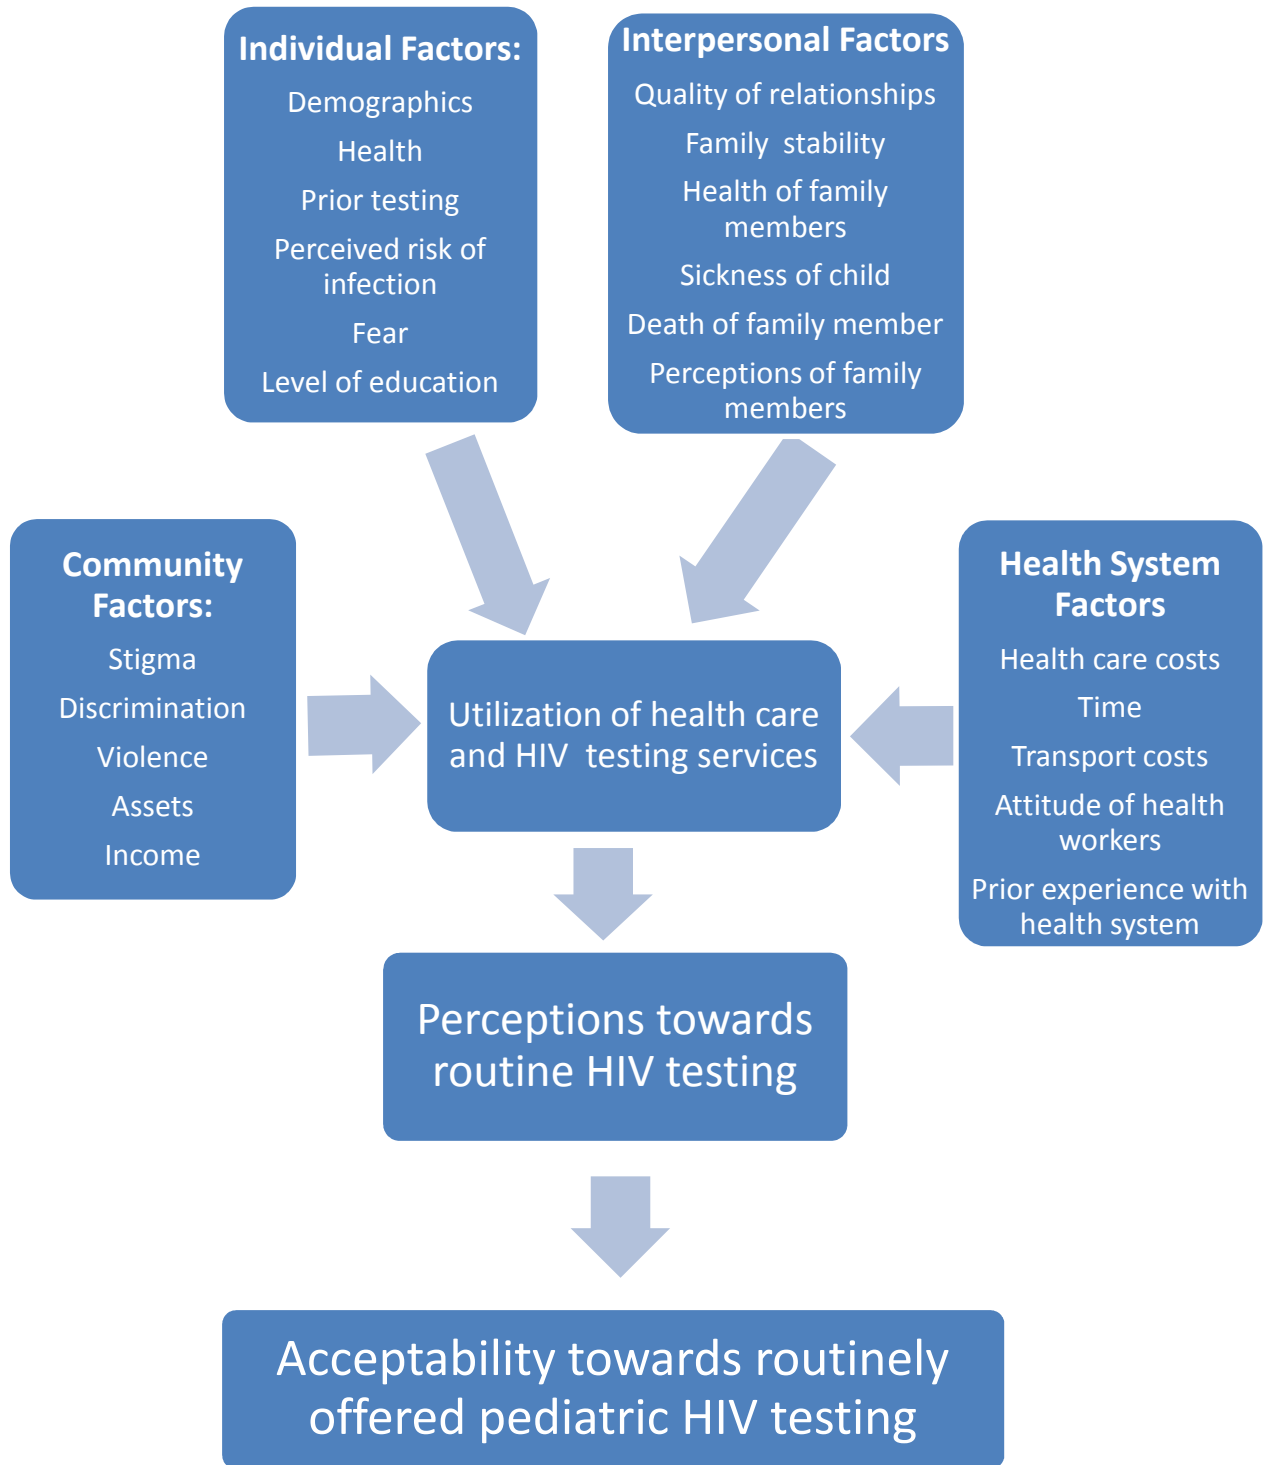 Individual Factors:
Demographics
Health
Prior testing
Perceived risk of
infection
Fear
Level of education
Interpersonal Factors
Quality of relationships
Family stability
Health of family
members
Sickness of child
Death of family member
Perceptions of family
members
Community
Factors:
Stigma
Discrimination
Violence
Assets
Income
Utilization of health care
and HIV testing services
Health System
Factors
Health care costs
Time
Transport costs
Attitude of health
workers
Prior experience with
health system
Perceptions towards
routine HIV testing
Acceptability towards routinely
offered pediatric HIV testing